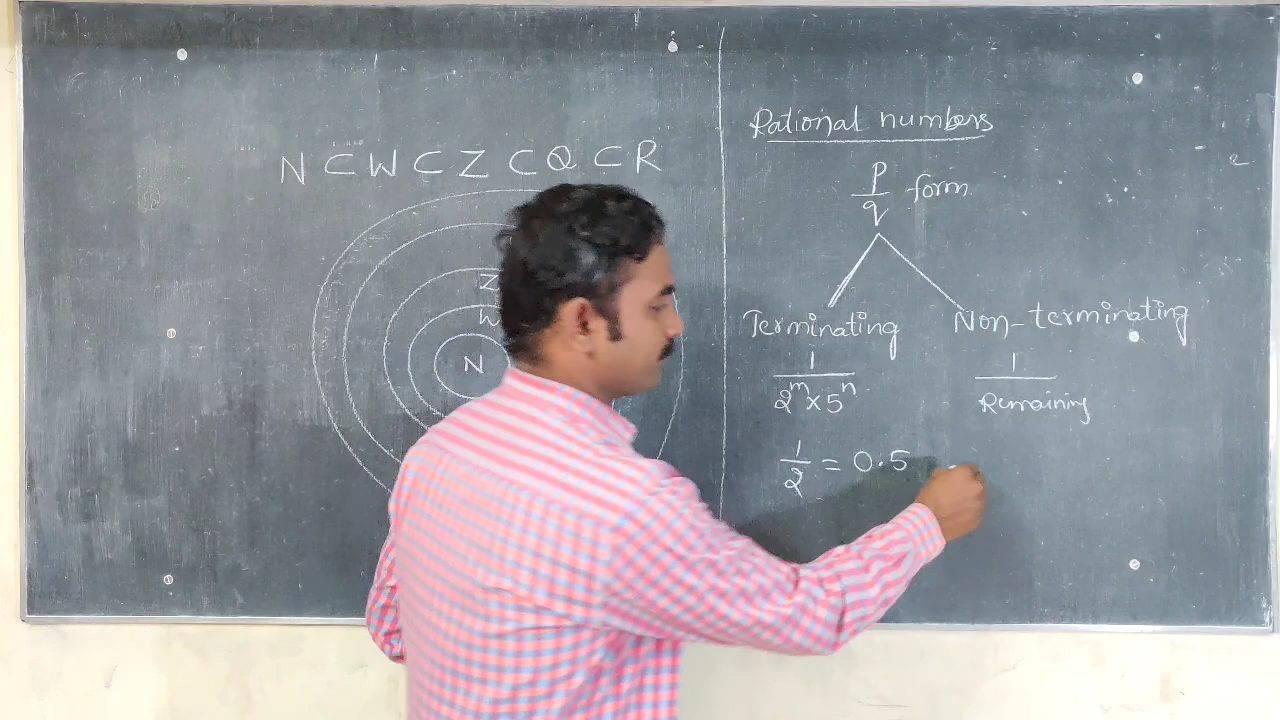 N ⊂ W ⊂ Z ⊂ Q ⊂ R
Z
W
N
Rational numbers
p/q form
Terminating
1/2^m × 5^n
1/2 = 0.5
Non-terminating
1/Remaining